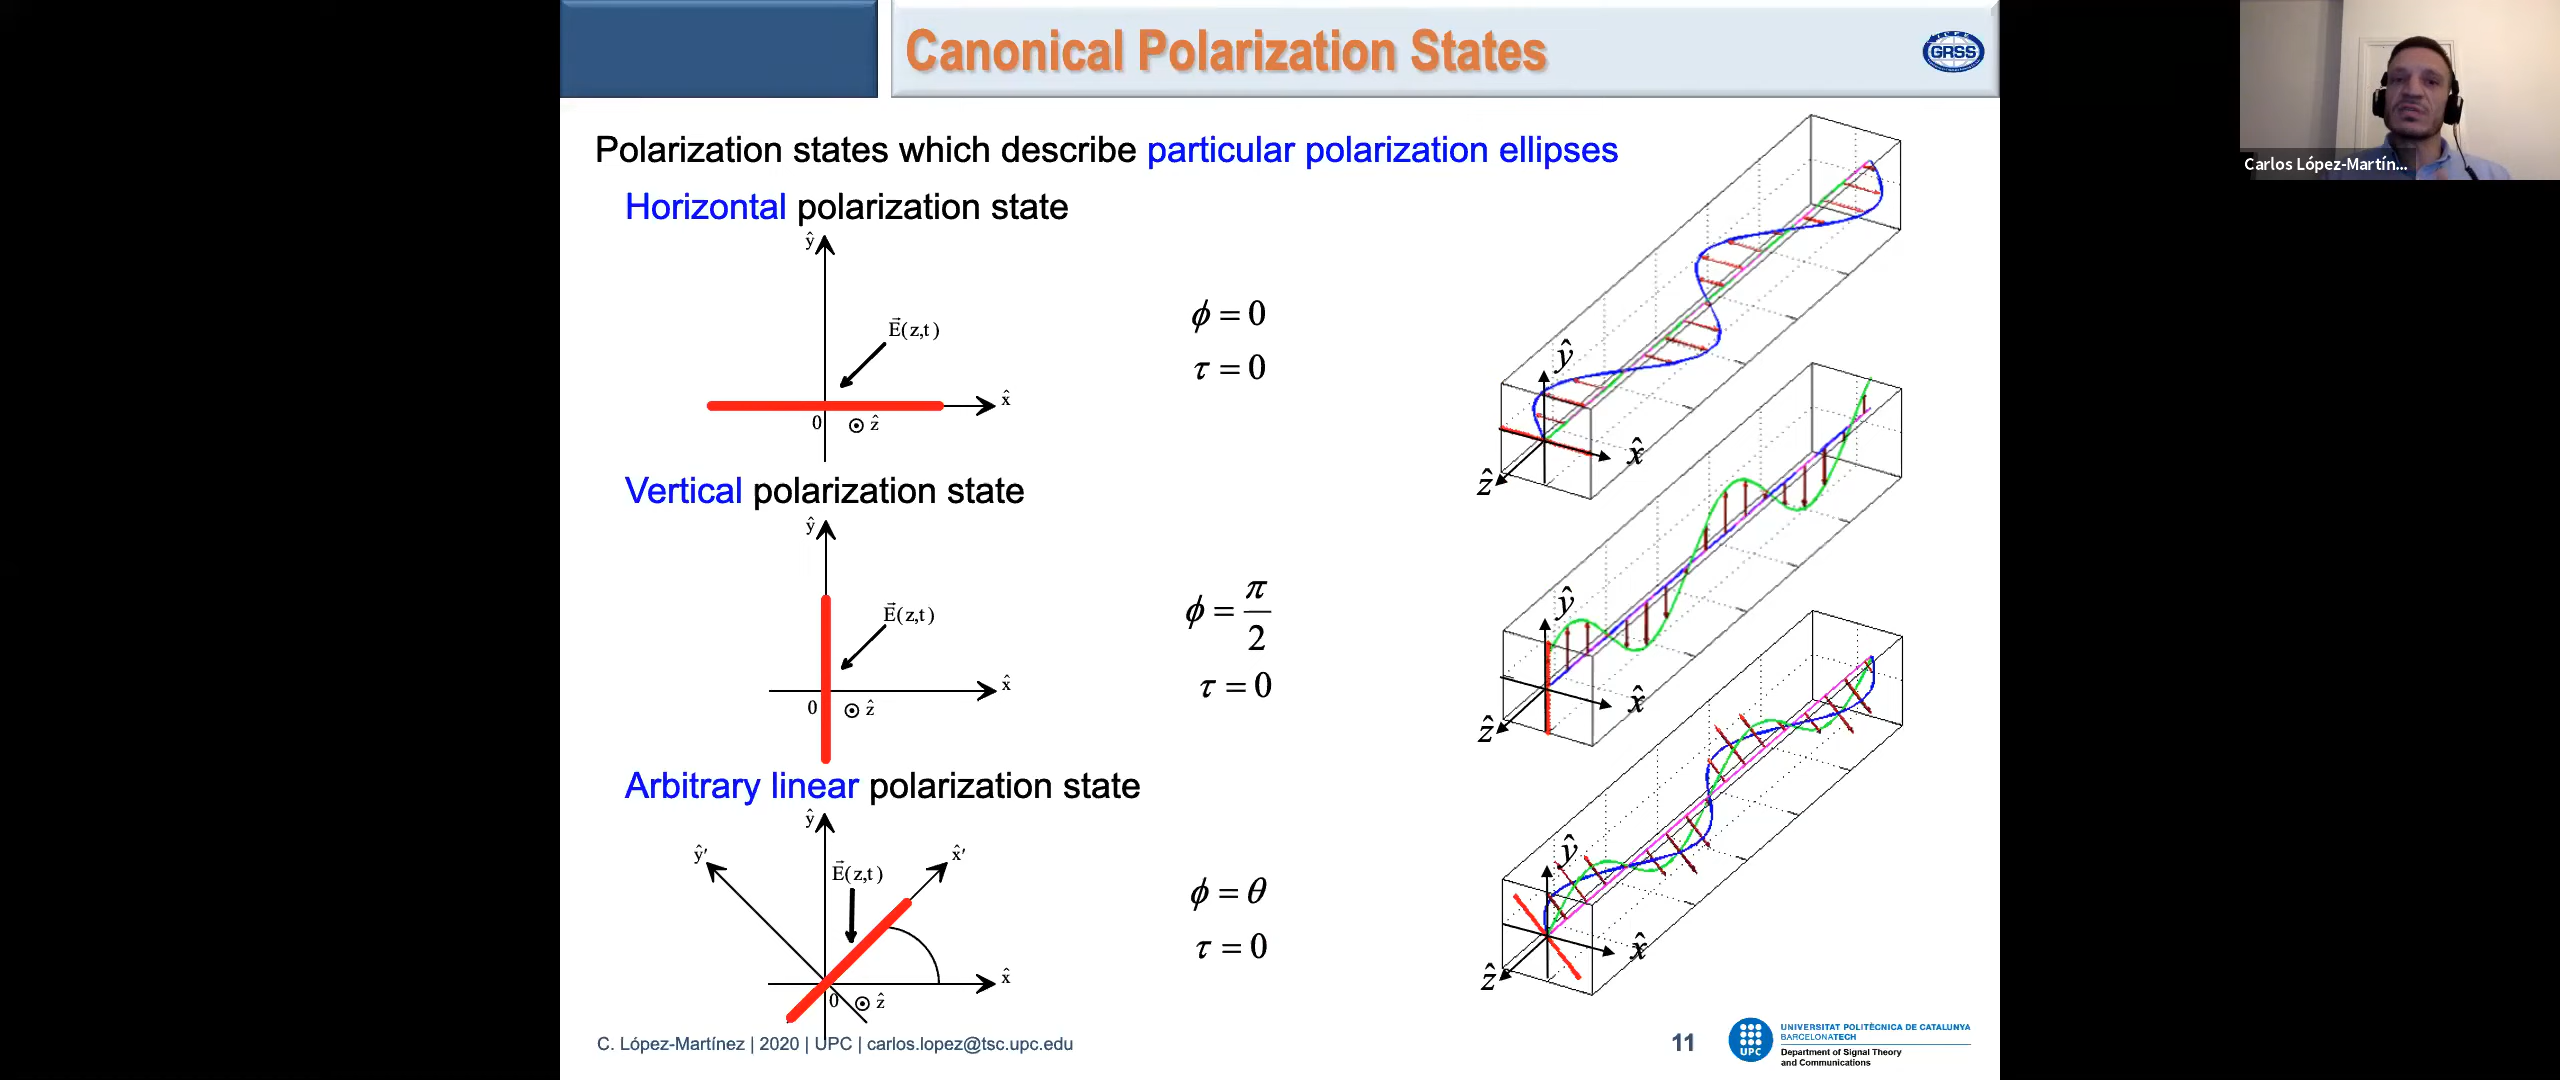 Canonical Polarization States
GRSS
Carlos López-Martín...
Polarization states which describe particular polarization ellipses
Horizontal polarization state
ŷ
E⃗(z,t)
x̂
0 ⊙ ẑ
ϕ = 0
τ = 0
ŷ
x̂
ẑ
Vertical polarization state
ŷ
E⃗(z,t)
x̂
0 ⊙ ẑ
ϕ = π/2
τ = 0
ŷ
x̂
ẑ
Arbitrary linear polarization state
ŷ
ŷ' x̂'
E⃗(z,t)
x̂
0 ⊙ ẑ
ϕ = θ
τ = 0
ŷ
x̂
ẑ
C. López-Martínez | 2020 | UPC | carlos.lopez@tsc.upc.edu
11
UPC
UNIVERSITAT POLITÈCNICA DE CATALUNYA
BARCELONATECH
Department of Signal Theory
and Communications